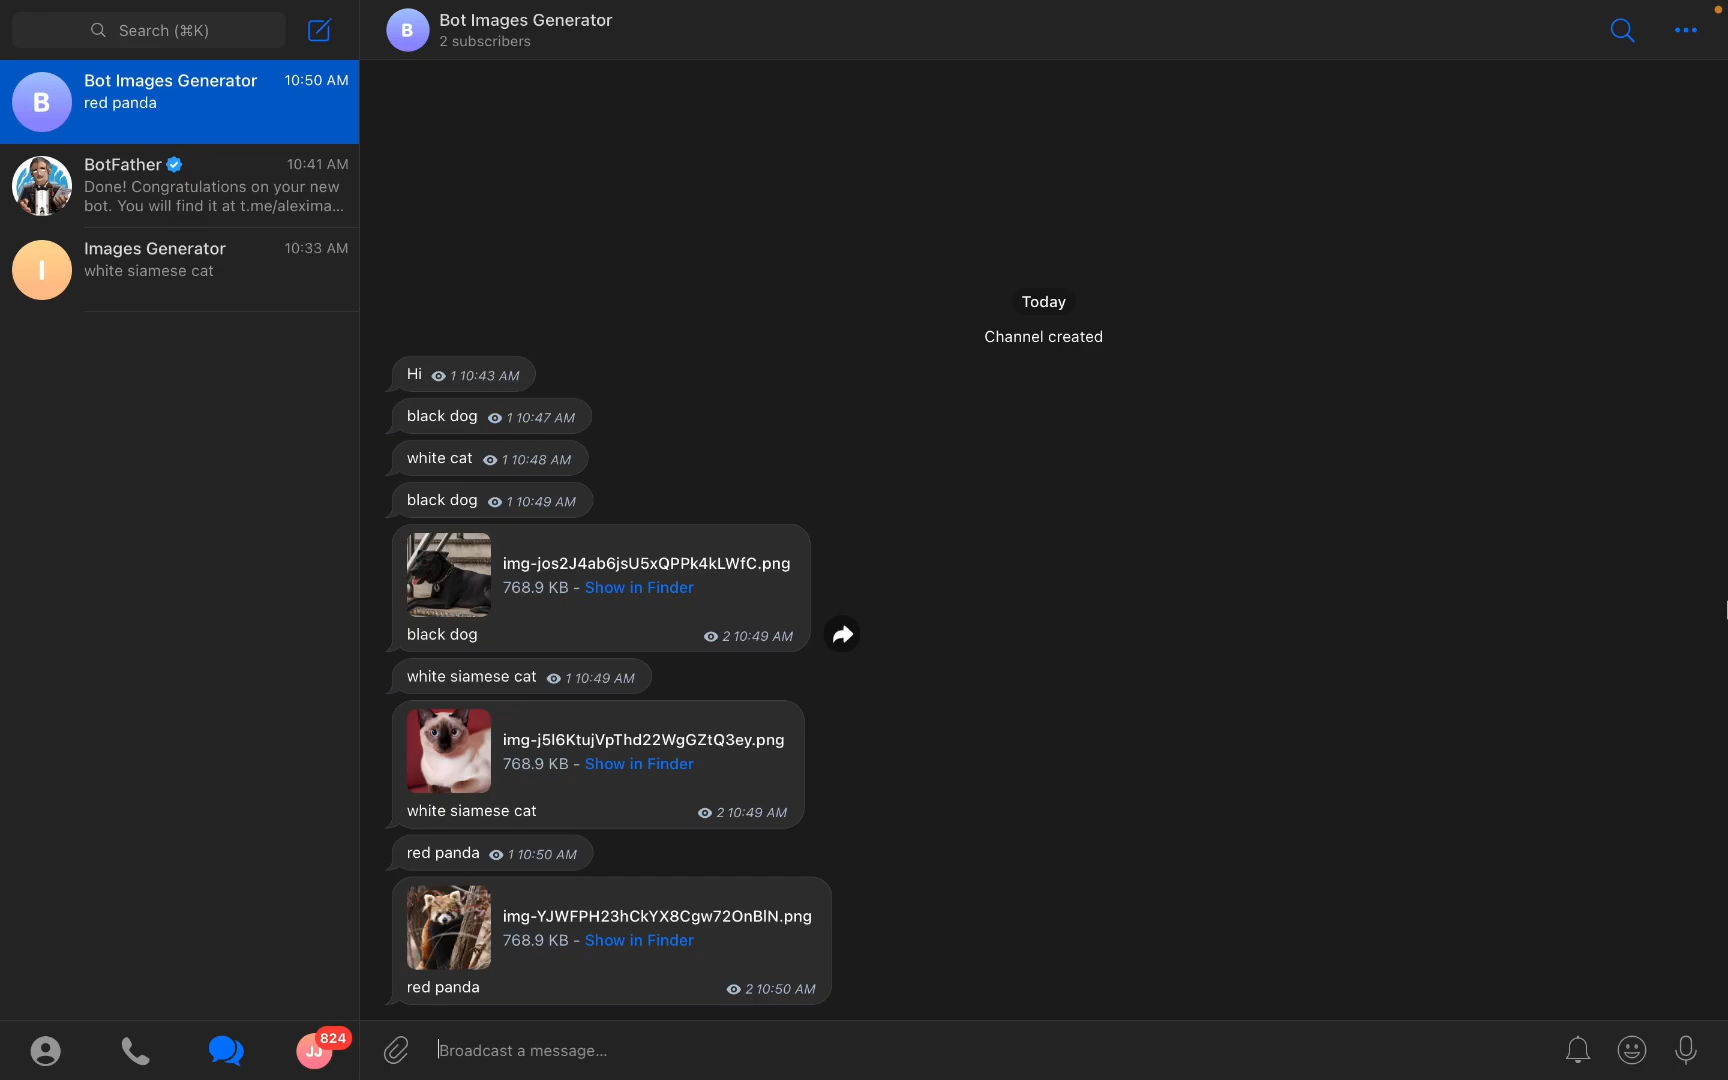 Search (⌘K)
B
Bot Images Generator
2 subscribers
B
Bot Images Generator 10:50 AM
red panda
BotFather 10:41 AM
Done! Congratulations on your new
bot. You will find it at t.me/alexima...
I
Images Generator 10:33 AM
white siamese cat
Today
Channel created
Hi 1 10:43 AM
black dog 1 10:47 AM
white cat 1 10:48 AM
black dog 1 10:49 AM
img-jos2J4ab6jsU5xQPPk4kLWfC.png
768.9 KB - Show in Finder
black dog 2 10:49 AM
white siamese cat 1 10:49 AM
img-j5I6KtujVpThd22WgGZtQ3ey.png
768.9 KB - Show in Finder
white siamese cat 2 10:49 AM
red panda 1 10:50 AM
img-YJWFPH23hCkYX8Cgw72OnBIN.png
768.9 KB - Show in Finder
red panda 2 10:50 AM
JJ 824
Broadcast a message...